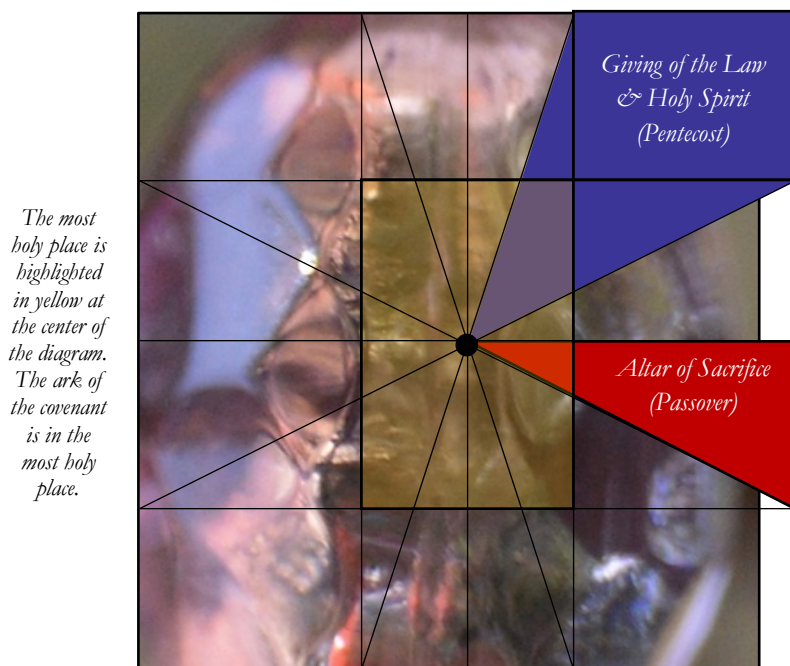 Giving of the Law
& Holy Spirit
(Pentecost)
The most
holy place is
highlighted
in yellow at
the center of
the diagram.
The ark of
the covenant
is in the
most holy
place.
Altar of Sacrifice
(Passover)